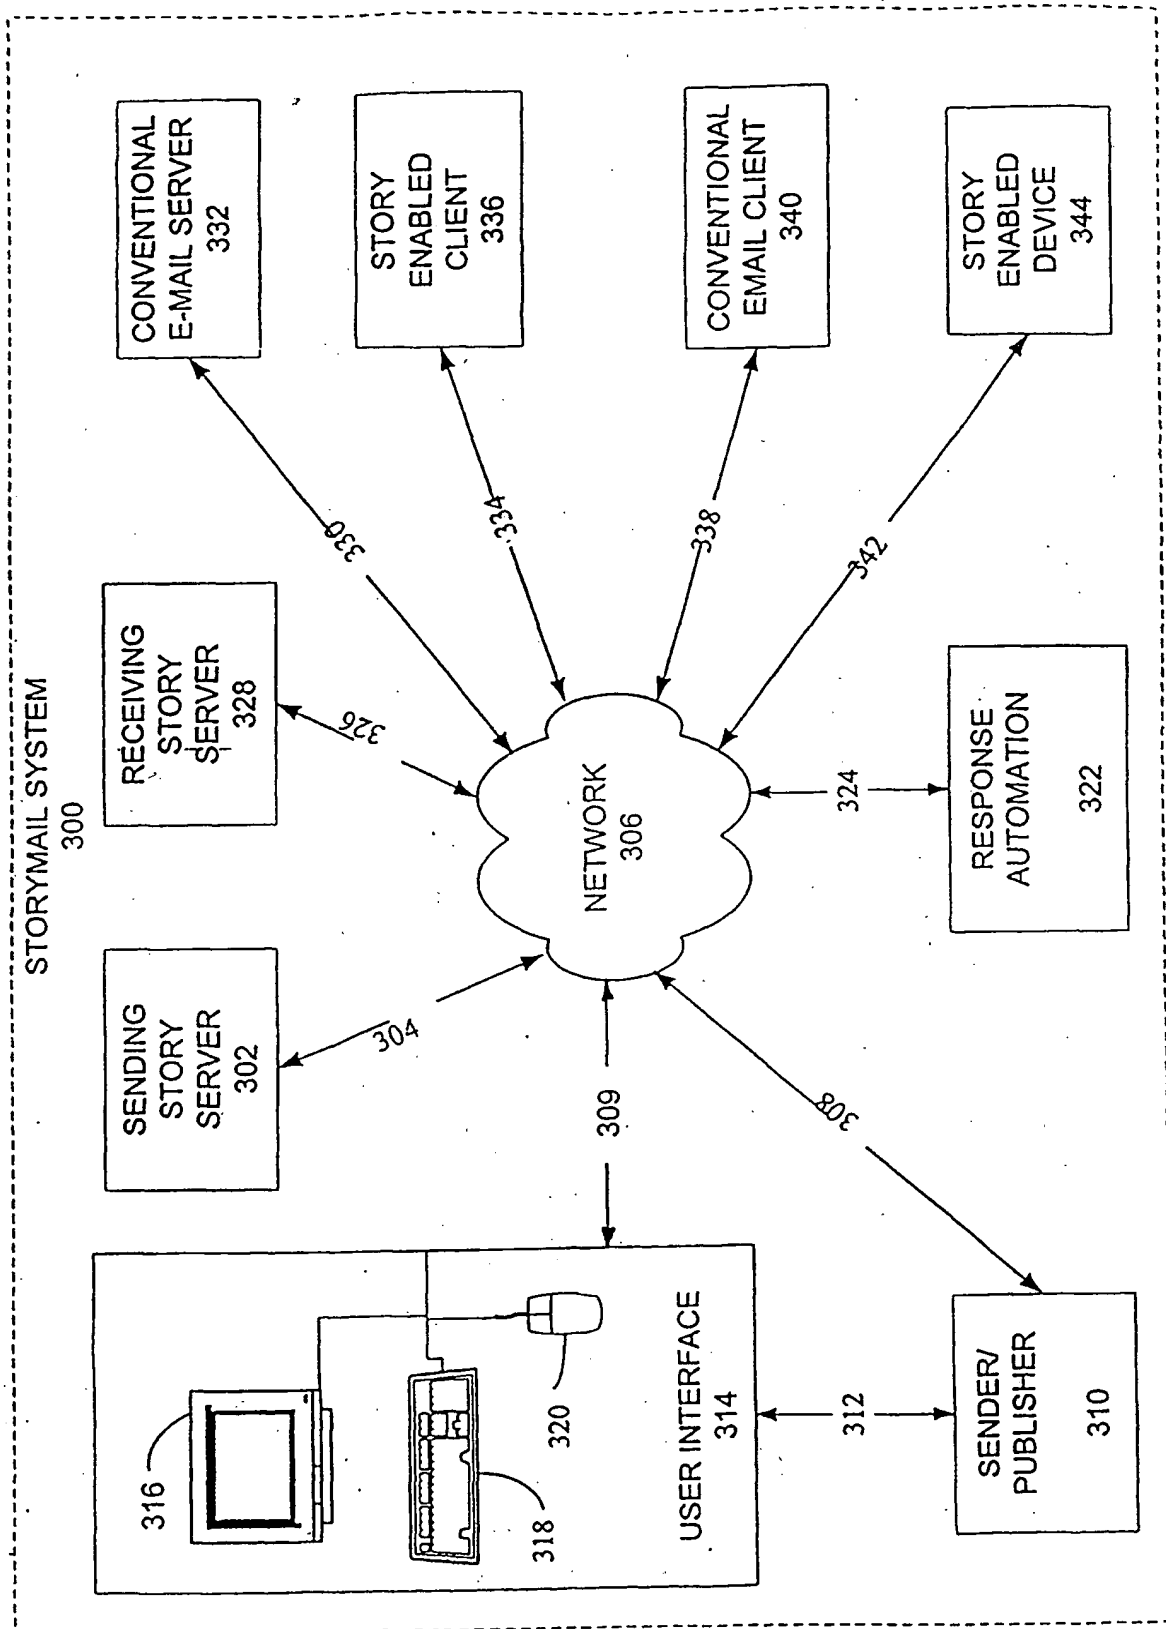 STORYMAIL SYSTEM
300
SENDING
STORY
SERVER
302
RECEIVING
STORY
SERVER
328
CONVENTIONAL
E-MAIL SERVER
332
STORY
ENABLED
CLIENT
336
CONVENTIONAL
EMAIL CLIENT
340
STORY
ENABLED
DEVICE
344
304
326
330
334
338
342
NETWORK
306
309
308
324
316
318
320
USER INTERFACE
314
312
SENDER/
PUBLISHER
310
RESPONSE
AUTOMATION
322